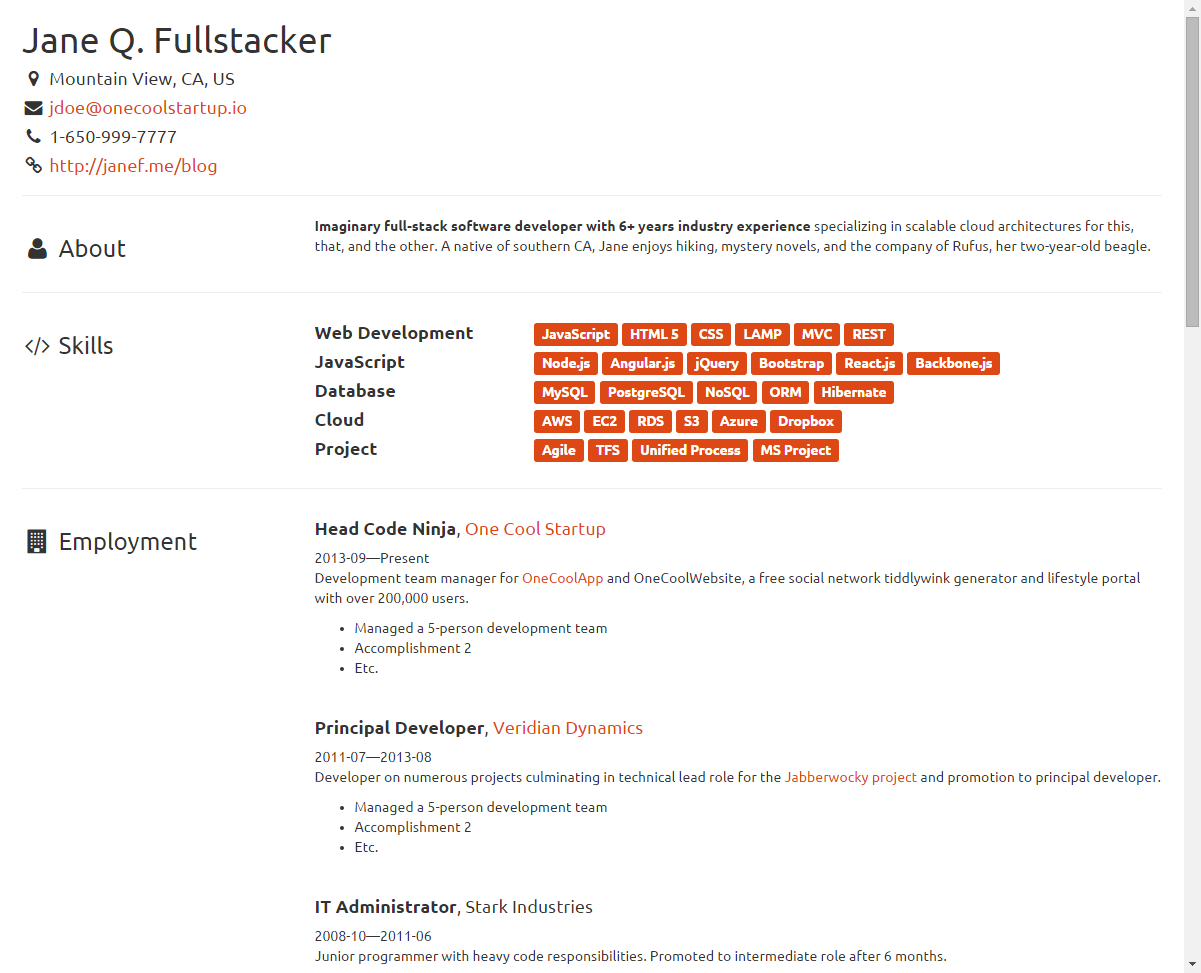 Jane Q. Fullstacker
Mountain View, CA, US
jdoe@onecoolstartup.io
1-650-999-7777
http://janef.me/blog
About
Imaginary full-stack software developer with 6+ years industry experience specializing in scalable cloud architectures for this,
that, and the other. A native of southern CA, Jane enjoys hiking, mystery novels, and the company of Rufus, her two-year-old beagle.
Skills
Web Development JavaScript HTML 5 CSS LAMP MVC REST
JavaScript Node.js Angular.js jQuery Bootstrap React.js Backbone.js
Database MySQL PostgreSQL NoSQL ORM Hibernate
Cloud AWS EC2 RDS S3 Azure Dropbox
Project Agile TFS Unified Process MS Project
Employment
Head Code Ninja, One Cool Startup
2013-09—Present
Development team manager for OneCoolApp and OneCoolWebsite, a free social network tiddlywink generator and lifestyle portal
with over 200,000 users.
• Managed a 5-person development team
• Accomplishment 2
• Etc.
Principal Developer, Veridian Dynamics
2011-07—2013-08
Developer on numerous projects culminating in technical lead role for the Jabberwocky project and promotion to principal developer.
• Managed a 5-person development team
• Accomplishment 2
• Etc.
IT Administrator, Stark Industries
2008-10—2011-06
Junior programmer with heavy code responsibilities. Promoted to intermediate role after 6 months.